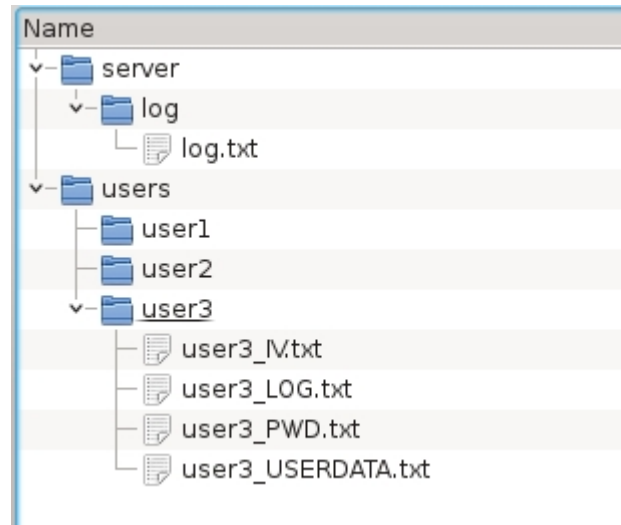 Name
server
log
log.txt
users
user1
user2
user3
user3_IV.txt
user3_LOG.txt
user3_PWD.txt
user3_USERDATA.txt